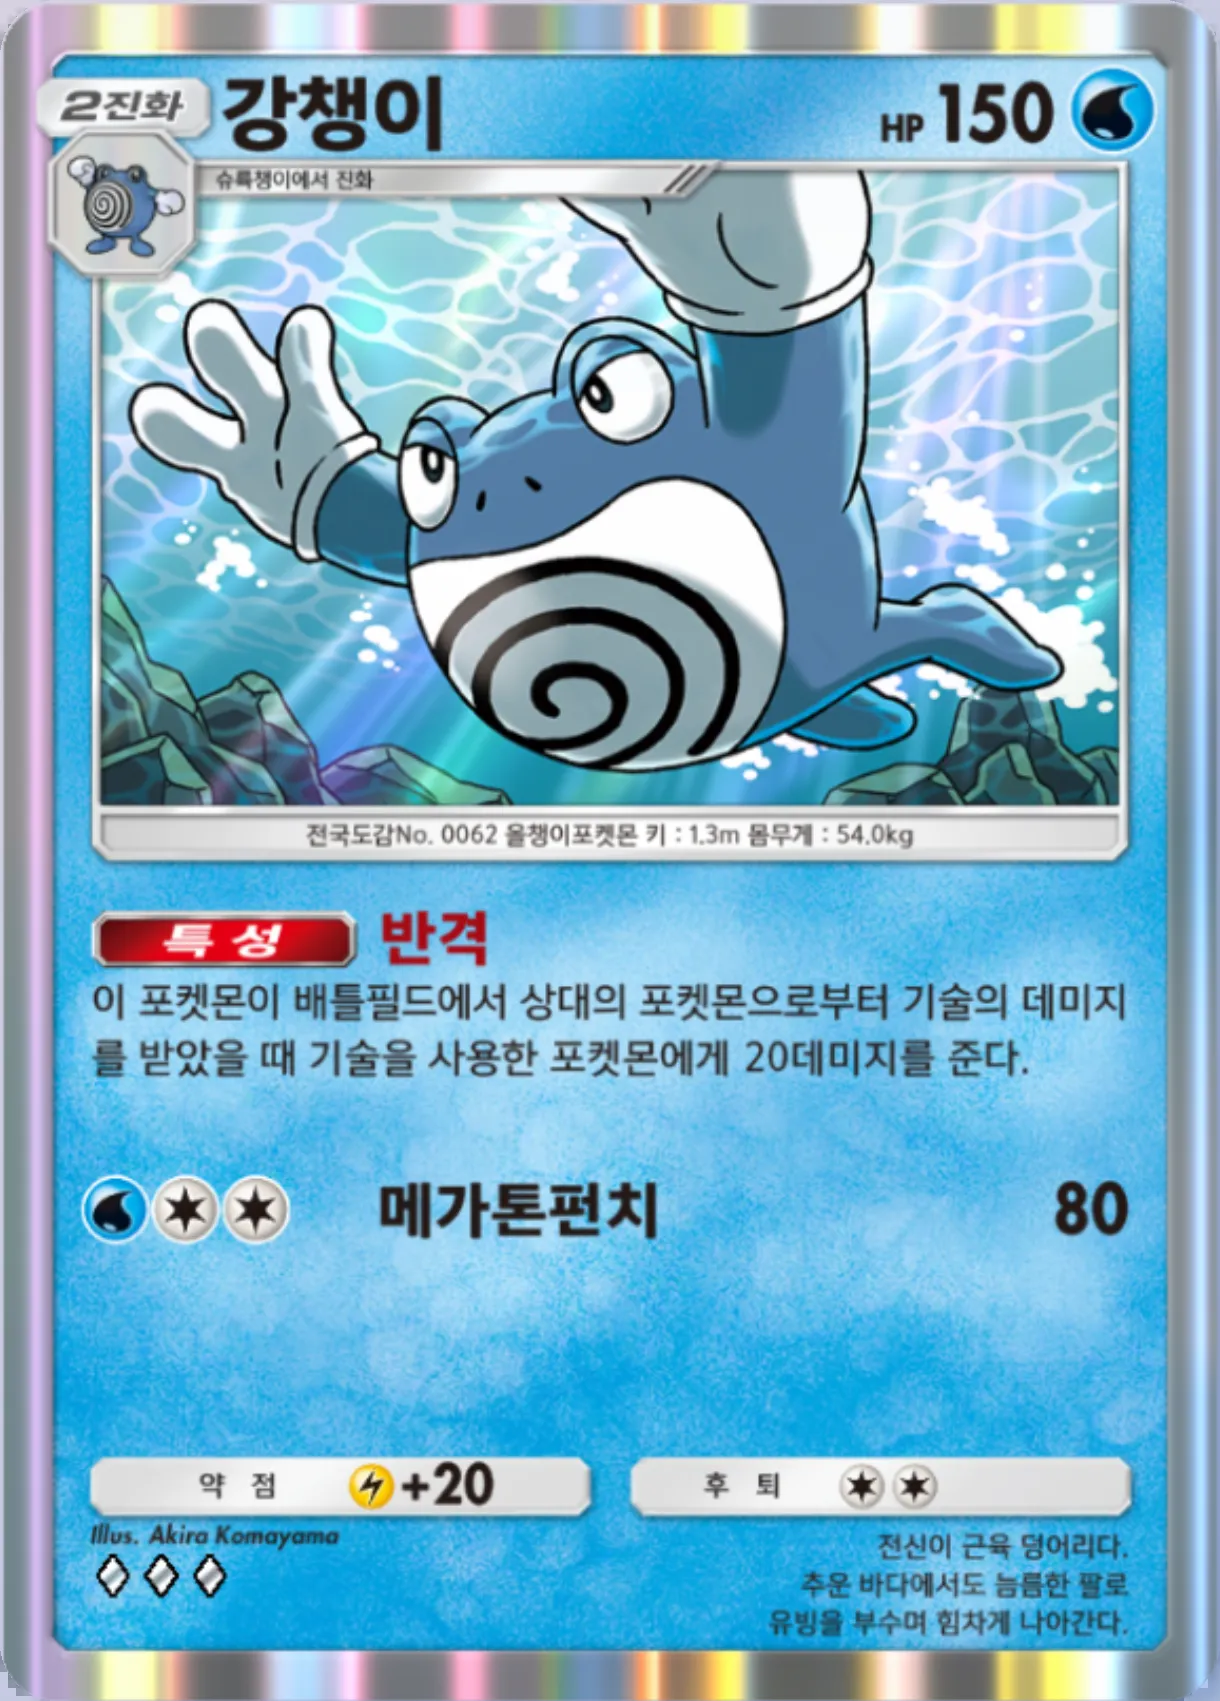 2진화 강챙이 HP 150
슈륙챙이에서 진화
전국도감No. 0062 올챙이포켓몬 키 : 1.3m 몸무게 : 54.0kg
특성 반격
이 포켓몬이 배틀필드에서 상대의 포켓몬으로부터 기술의 데미지
를 받았을 때 기술을 사용한 포켓몬에게 20데미지를 준다.
메가톤펀치 80
약점 +20 후퇴
Illus. Akira Komayama
전신이 근육 덩어리다.
추운 바다에서도 늠름한 팔로
유빙을 부수며 힘차게 나아간다.